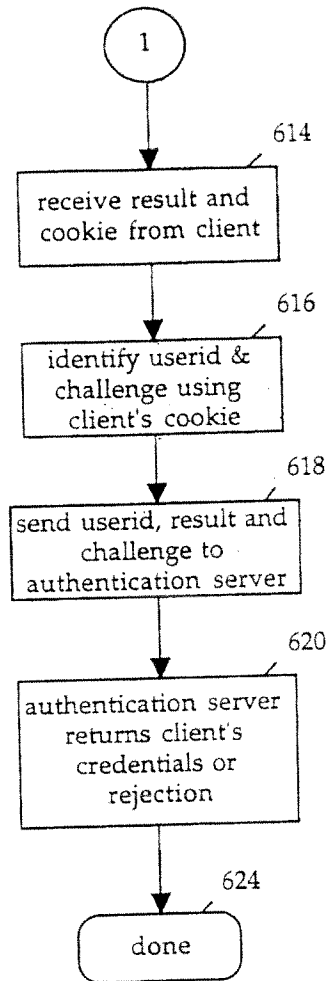 1
614
receive result and
cookie from client
616
identify userid &
challenge using
client's cookie
618
send userid, result and
challenge to
authentication server
620
authentication server
returns client's
credentials or
rejection
624
done